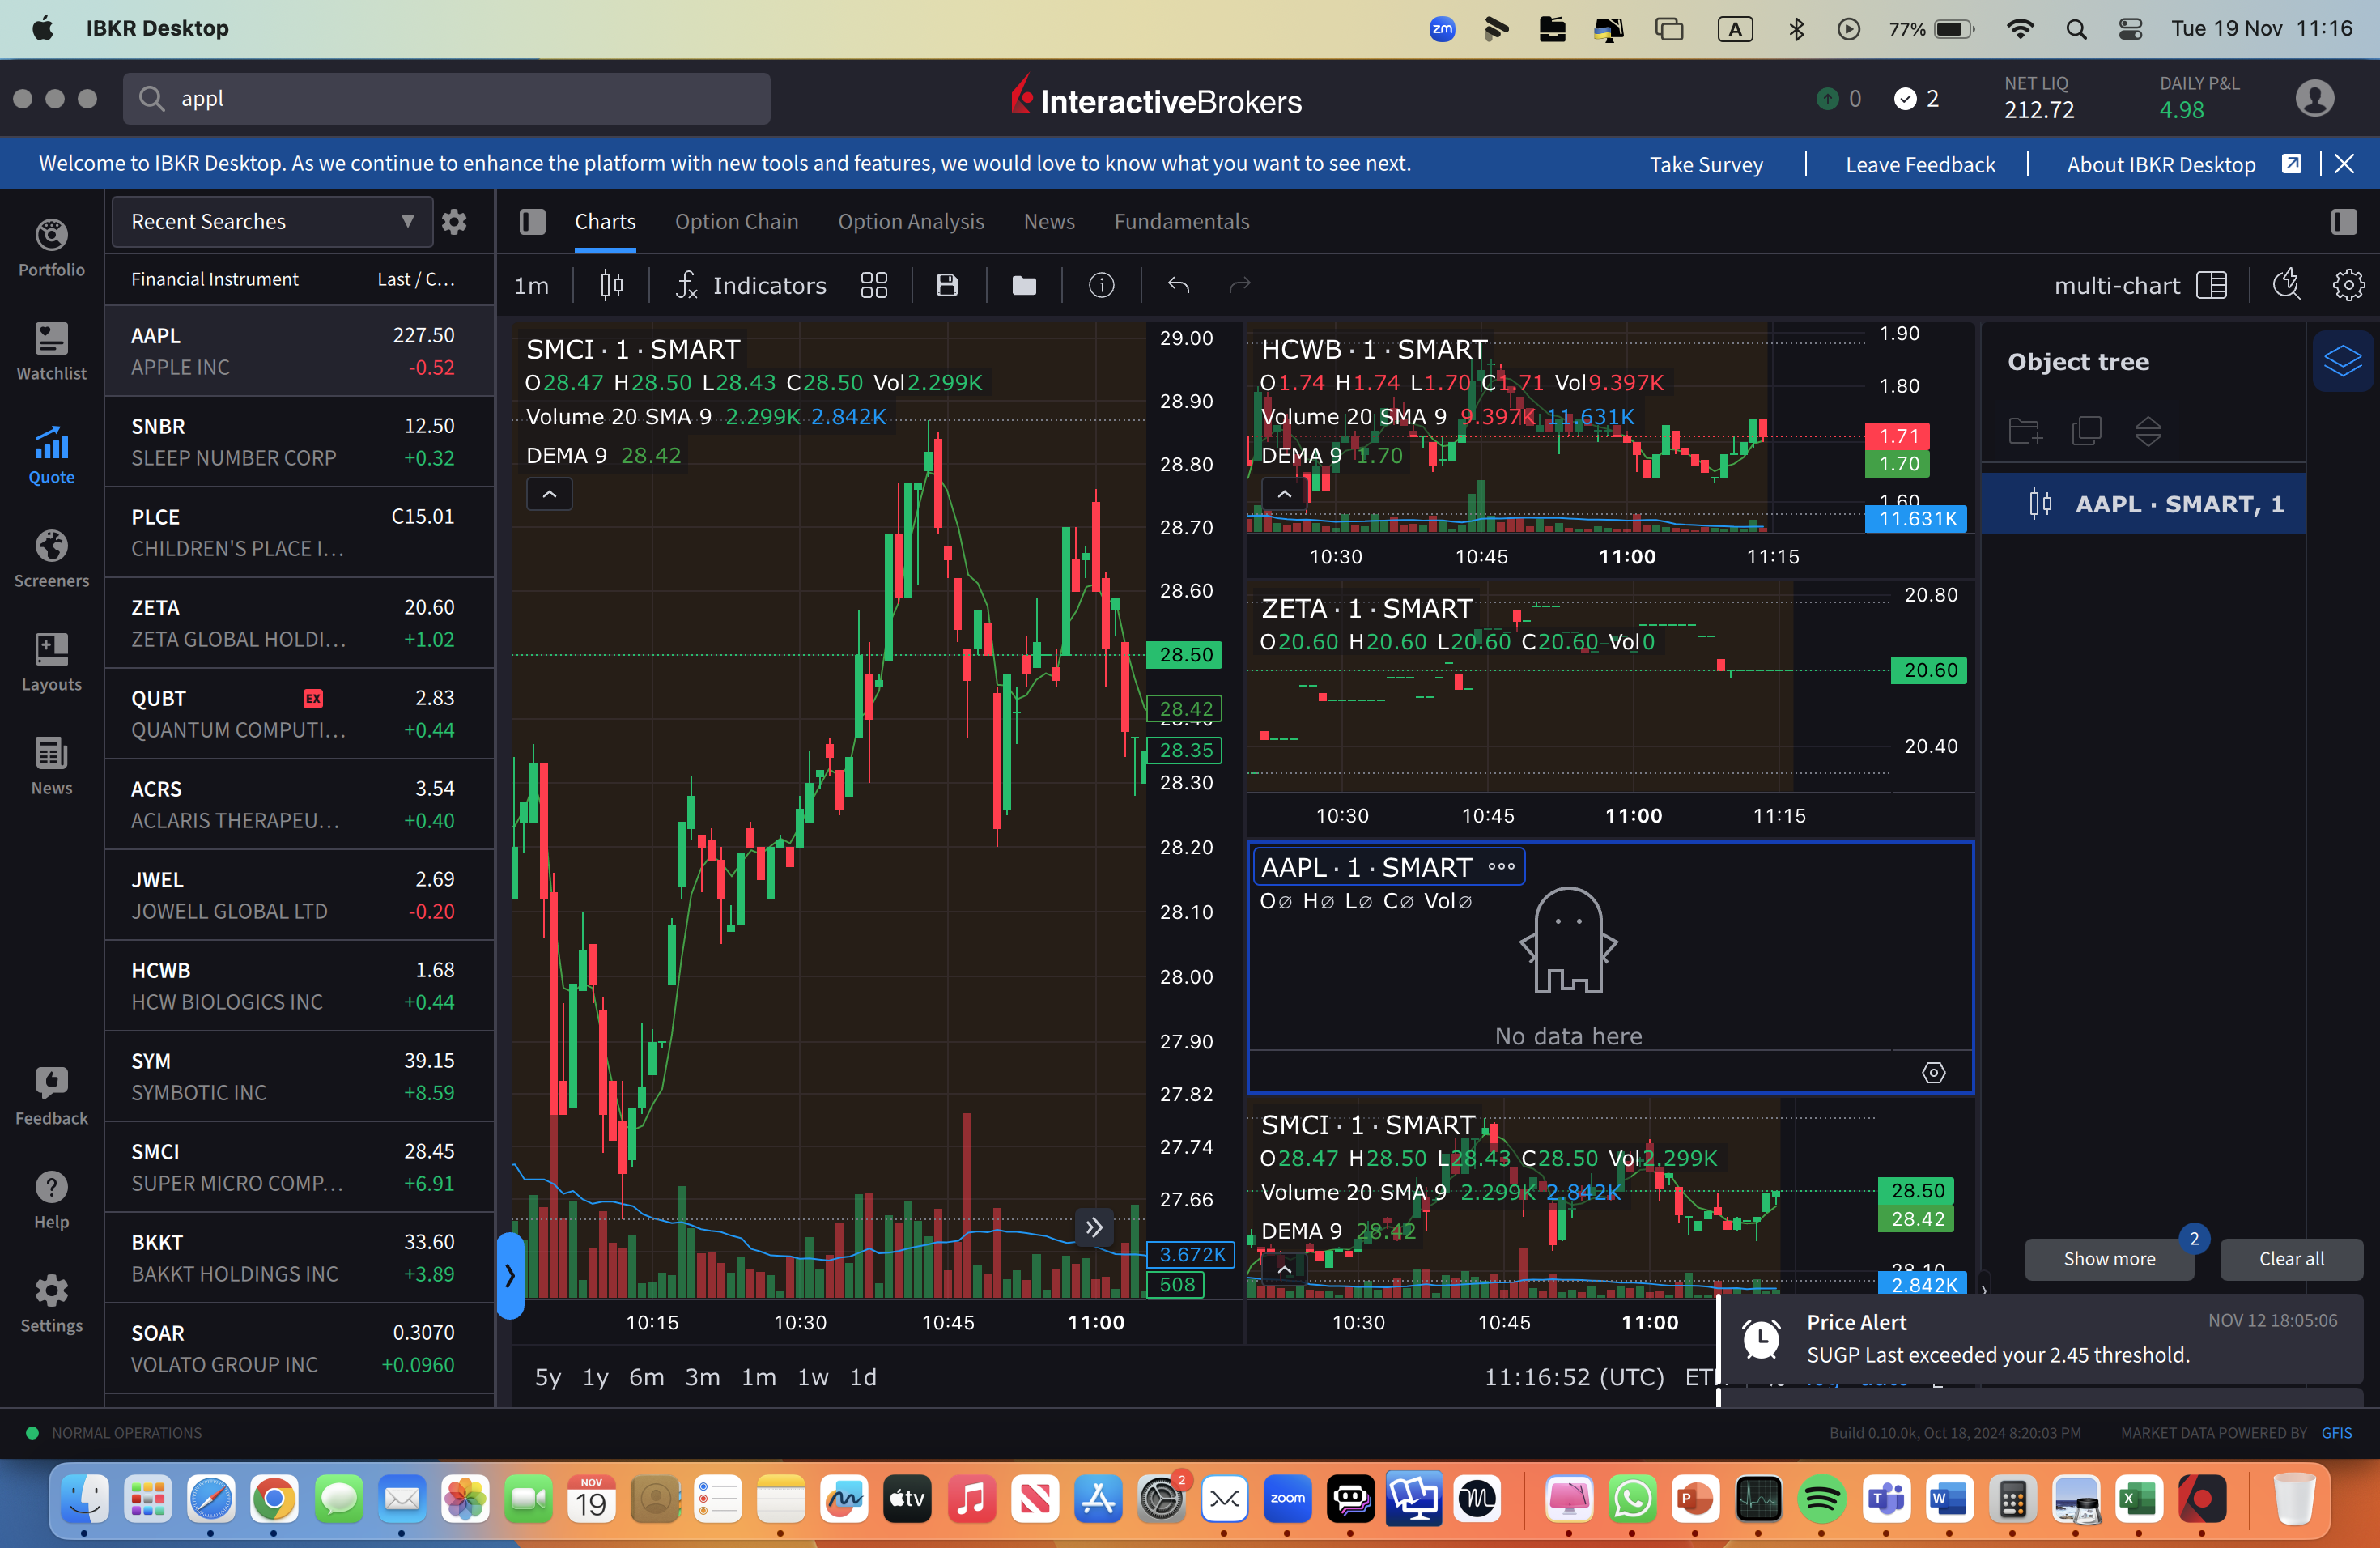 IBKR Desktop
zm
A
77%
Tue 19 Nov 11:16
appl
InteractiveBrokers
0
2
NET LIQ
212.72
DAILY P&L
4.98
Welcome to IBKR Desktop. As we continue to enhance the platform with new tools and features, we would love to know what you want to see next.
Take Survey
Leave Feedback
About IBKR Desktop
Portfolio
Watchlist
Quote
Screeners
Layouts
News
Feedback
Help
Settings
Recent Searches
Financial Instrument Last / C...
AAPL 227.50
APPLE INC -0.52
SNBR 12.50
SLEEP NUMBER CORP +0.32
PLCE C15.01
CHILDREN'S PLACE I...
ZETA 20.60
ZETA GLOBAL HOLDI... +1.02
QUBT EX 2.83
QUANTUM COMPUTI... +0.44
ACRS 3.54
ACLARIS THERAPEU... +0.40
JWEL 2.69
JOWELL GLOBAL LTD -0.20
HCWB 1.68
HCW BIOLOGICS INC +0.44
SYM 39.15
SYMBOTIC INC +8.59
SMCI 28.45
SUPER MICRO COMP... +6.91
BKKT 33.60
BAKKT HOLDINGS INC +3.89
SOAR 0.3070
VOLATO GROUP INC +0.0960
Charts Option Chain Option Analysis News Fundamentals
1m
Indicators
multi-chart
SMCI · 1 · SMART
O28.47 H28.50 L28.43 C28.50 Vol2.299K
Volume 20 SMA 9 2.299K 2.842K
DEMA 9 28.42
29.00
28.90
28.80
28.70
28.60
28.50
28.42
28.35
28.30
28.20
28.10
28.00
27.90
27.82
27.74
27.66
3.672K
508
10:15 10:30 10:45 11:00
HCWB · 1 · SMART
O1.74 H1.74 L1.70 C1.71 Vol9.397K
Volume 20 SMA 9 9.397K 11.631K
DEMA 9 1.70
1.90
1.80
1.71
1.70
1.60
11.631K
10:30 10:45 11:00 11:15
ZETA · 1 · SMART
O20.60 H20.60 L20.60 C20.60 Vol0
20.80
20.60
20.40
10:30 10:45 11:00 11:15
AAPL · 1 · SMART
O∅ H∅ L∅ C∅ Vol∅
No data here
SMCI · 1 · SMART
O28.47 H28.50 L28.43 C28.50 Vol2.299K
Volume 20 SMA 9 2.299K 2.842K
DEMA 9 28.42
28.50
28.42
28.10
2.842K
10:30 10:45 11:00
Object tree
AAPL · SMART, 1
5y 1y 6m 3m 1m 1w 1d
11:16:52 (UTC)
2
Show more
Clear all
Price Alert
NOV 12 18:05:06
SUGP Last exceeded your 2.45 threshold.
NORMAL OPERATIONS
Build 0.10.0k, Oct 18, 2024 8:20:03 PM
MARKET DATA POWERED BY GFIS
NOV
19
tv
2
zoom
P
T
W
X